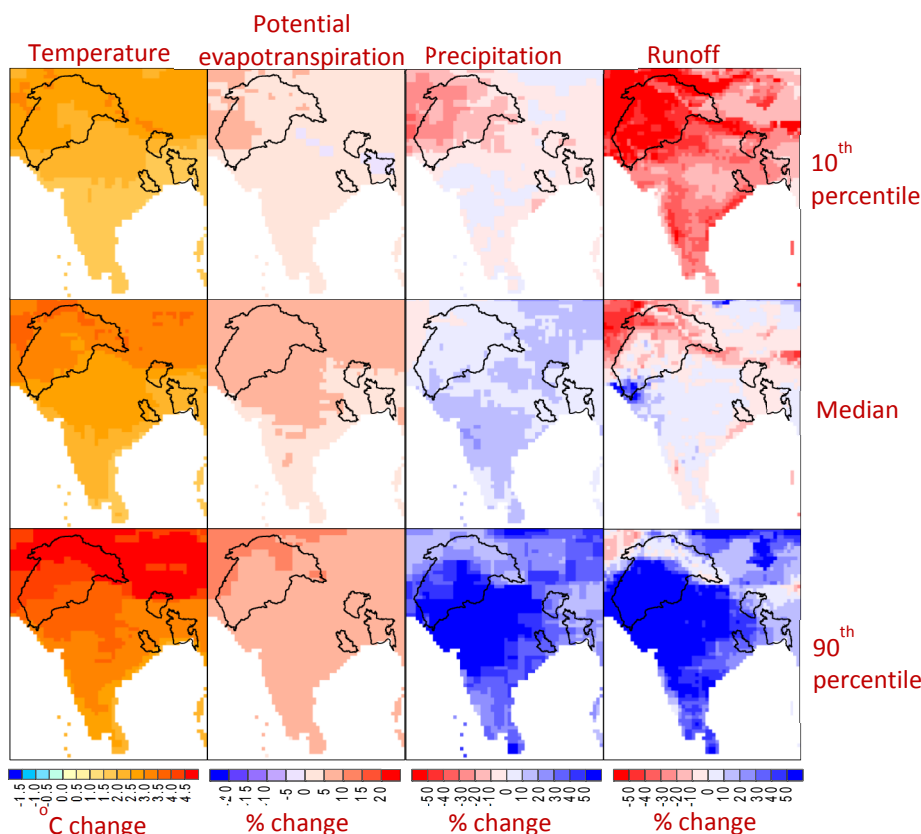 Temperature
Potential
evapotranspiration
Precipitation
Runoff
10th
percentile
Median
90th
percentile
-1.5 -1.0 -0.5 0.0 0.5 1.0 1.5 2.0 2.5 3.0 3.5 4.0 4.5
-20 -15 -10 -5 0 5 10 15 20
-50 -40 -30 -20 -10 0 10 20 30 40 50
-50 -40 -30 -20 -10 0 10 20 30 40 50
°C change
% change
% change
% change